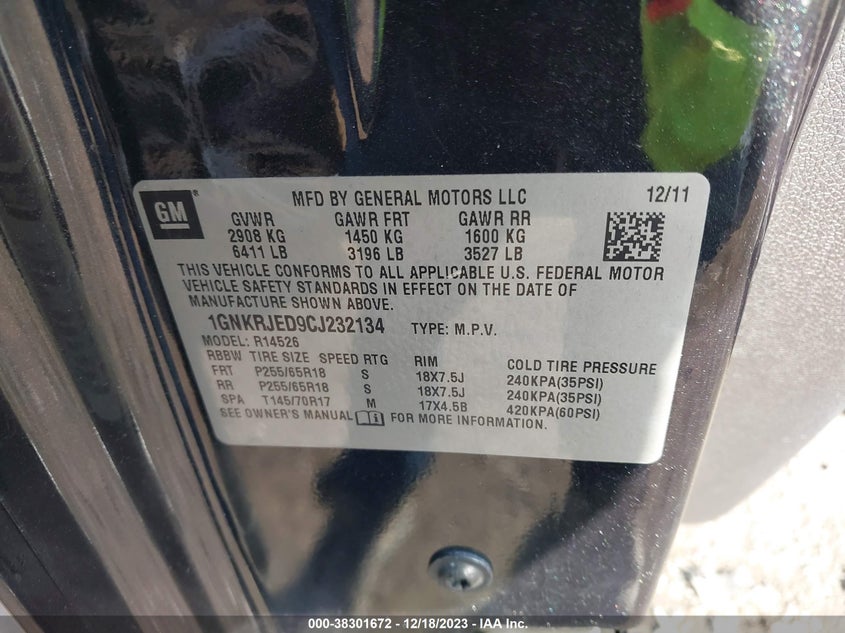 GM ® MFD BY GENERAL MOTORS LLC 12/11
GVWR GAWR FRT GAWR RR
2908 KG 1450 KG 1600 KG
6411 LB 3196 LB 3527 LB
THIS VEHICLE CONFORMS TO ALL APPLICABLE U.S. FEDERAL MOTOR
VEHICLE SAFETY STANDARDS IN EFFECT ON THE DATE OF
MANUFACTURE SHOWN ABOVE.
1GNKRJED9CJ232134 TYPE: M.P.V.
MODEL: R14526
RBBW TIRE SIZE SPEED RTG RIM COLD TIRE PRESSURE
FRT P255/65R18 S 18X7.5J 240KPA(35PSI)
RR P255/65R18 S 18X7.5J 240KPA(35PSI)
SPA T145/70R17 M 17X4.5B 420KPA(60PSI)
SEE OWNER'S MANUAL FOR MORE INFORMATION.
000-38301672 - 12/18/2023 - IAA Inc.